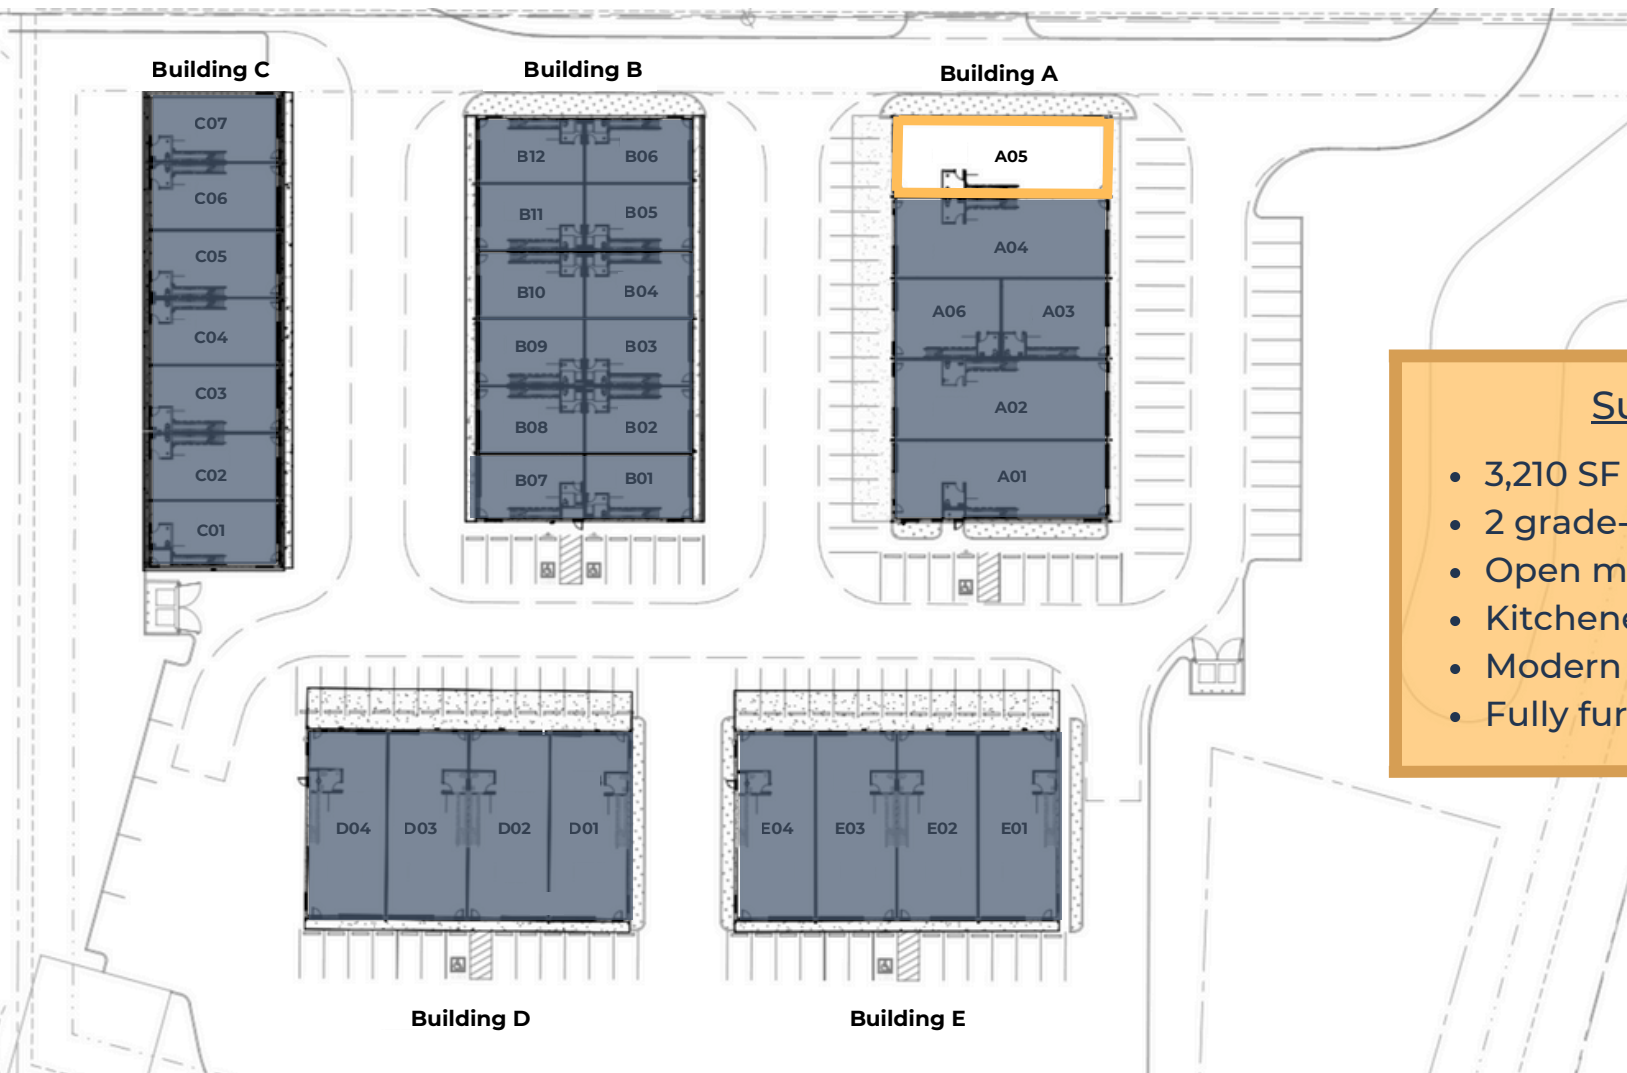 Building C
Building B
Building A
C07
C06
C05
C04
C03
C02
C01
B12 B06
B11 B05
B10 B04
B09 B03
B08 B02
B07 B01
A05
A04
A06 A03
A02
A01
D04 D03 D02 D01
E04 E03 E02 E01
Building D
Building E
Su
• 3,210 SF
• 2 grade-
• Open m
• Kitchene
• Modern
• Fully fur